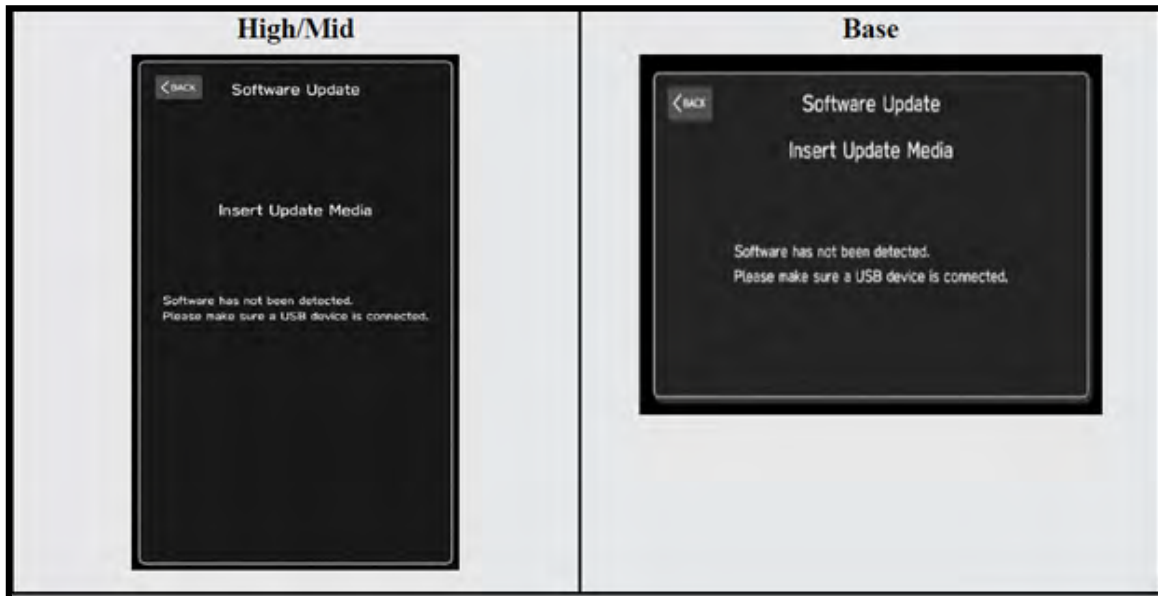 High/Mid
< BACK
Software Update
Insert Update Media
Software has not been detected.
Please make sure a USB device is connected.
Base
< BACK
Software Update
Insert Update Media
Software has not been detected.
Please make sure a USB device is connected.